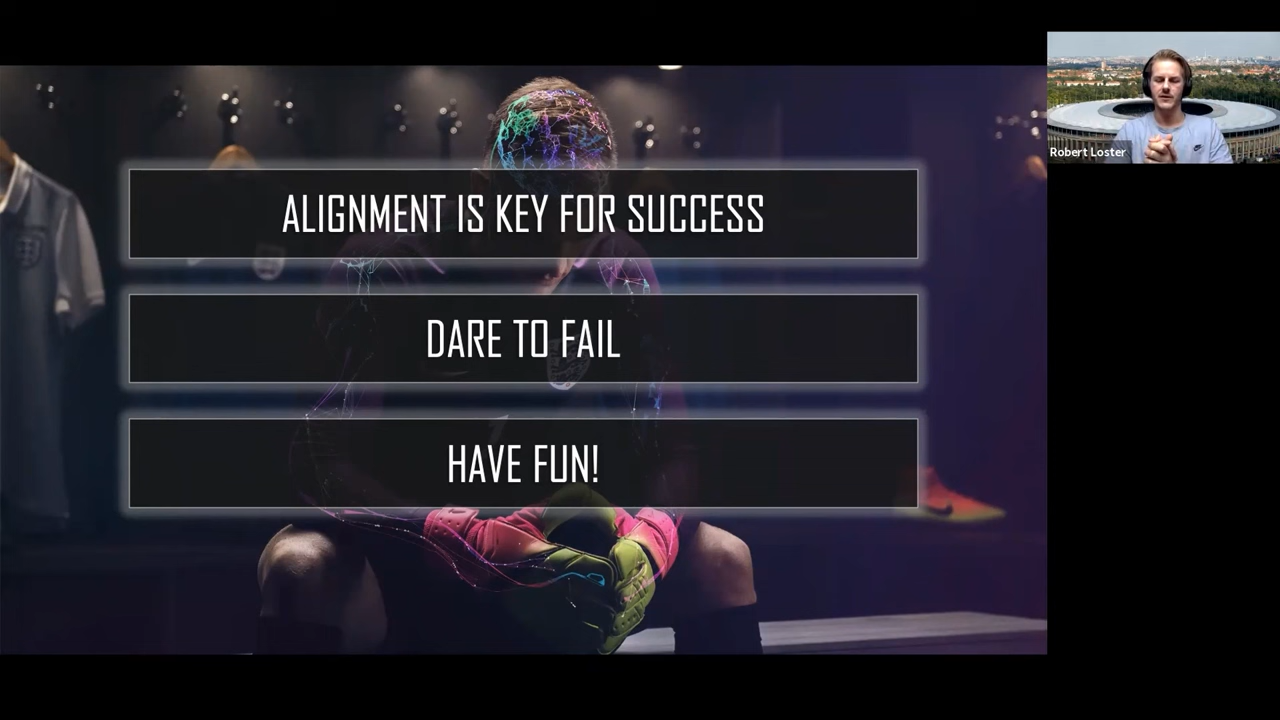 ALIGNMENT IS KEY FOR SUCCESS
DARE TO FAIL
HAVE FUN!
Robert Loster